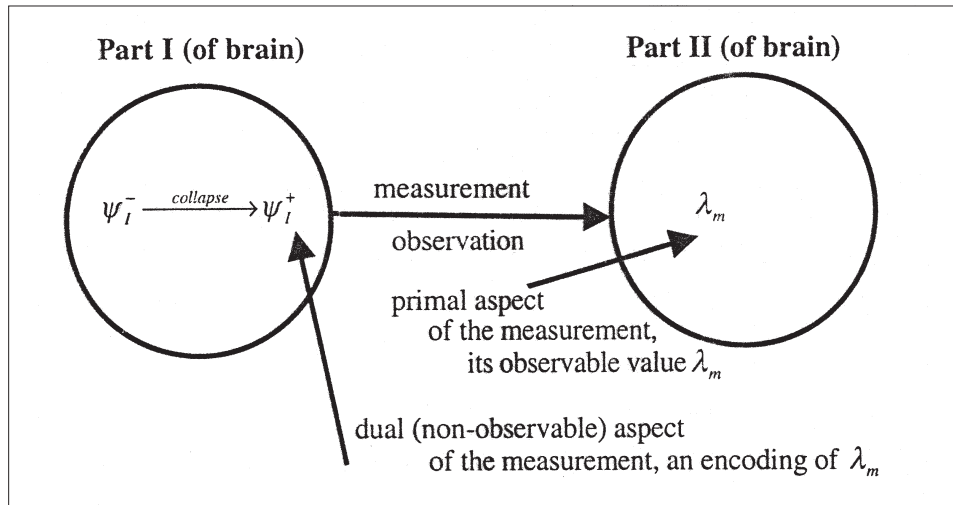 Part I (of brain)
Part II (of brain)
ψ_I^- collapse → ψ_I^+
measurement
observation
λ_m
primal aspect
of the measurement,
its observable value λ_m
dual (non-observable) aspect
of the measurement, an encoding of λ_m